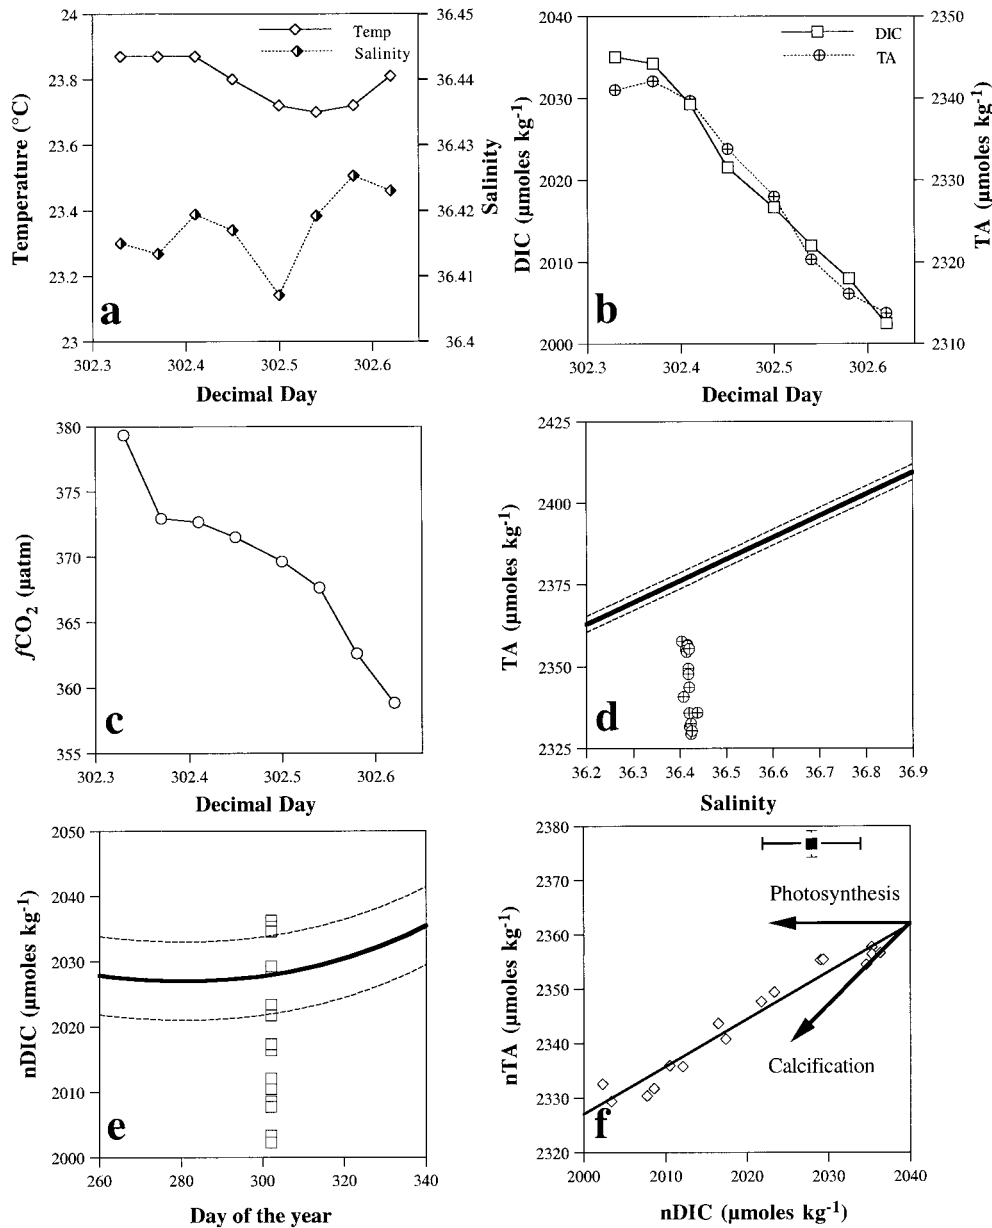 24
23.8
23.6
23.4
23.2
23
Temperature (°C)
Temp
Salinity
36.45
36.44
36.43
36.42
36.41
36.4
Salinity
a
302.3
302.4
302.5
302.6
Decimal Day
2040
2030
2020
2010
2000
DIC (µmoles kg-1)
DIC
TA
2350
2340
2330
2320
2310
TA (µmoles kg-1)
b
302.3
302.4
302.5
302.6
Decimal Day
380
375
370
365
360
355
fCO2 (µatm)
c
302.3
302.4
302.5
302.6
Decimal Day
2425
2400
2375
2350
2325
TA (µmoles kg-1)
d
36.2
36.3
36.4
36.5
36.6
36.7
36.8
36.9
Salinity
2050
2040
2030
2020
2010
2000
nDIC (µmoles kg-1)
e
260
280
300
320
340
Day of the year
2380
2370
2360
2350
2340
2330
2320
nTA (µmoles kg-1)
Photosynthesis
Calcification
f
2000
2010
2020
2030
2040
nDIC (µmoles kg-1)